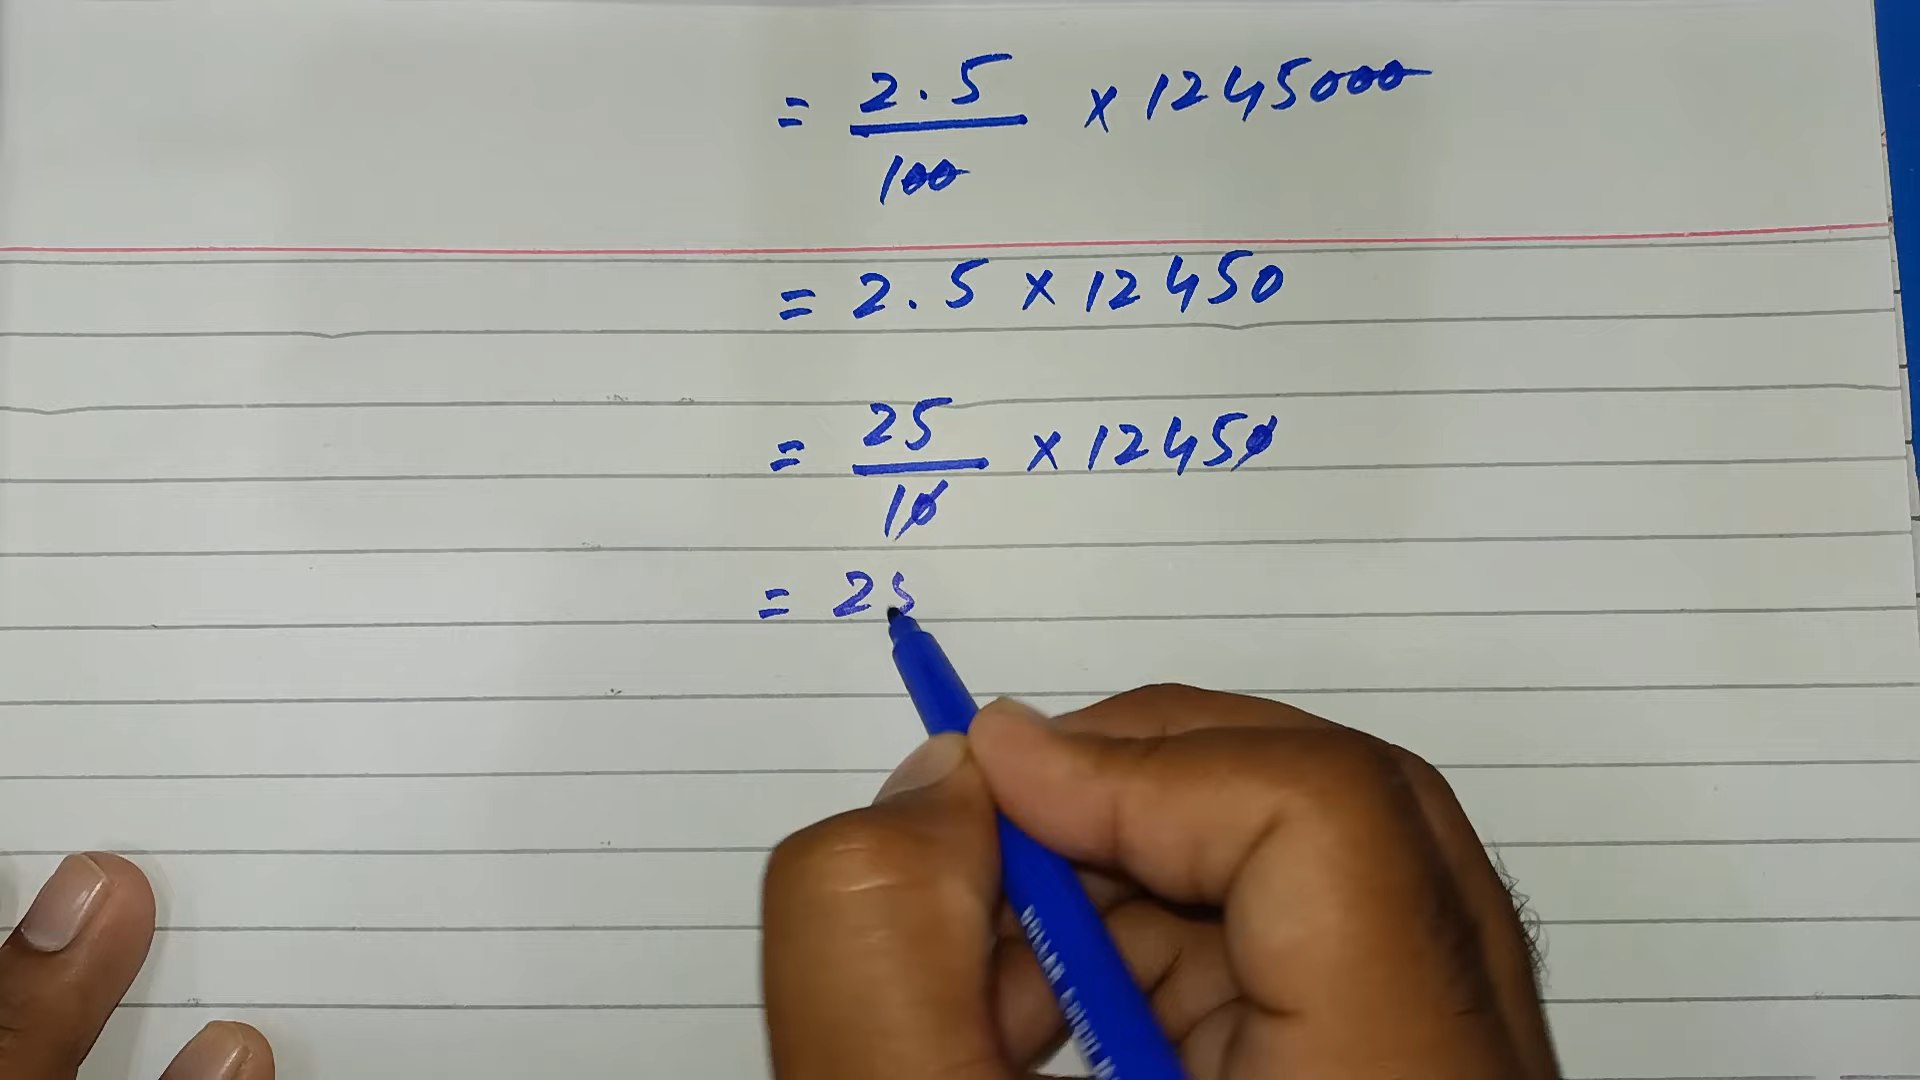 = 2.5/100 × 1245000
= 2.5 × 12450
= 25/10 × 12450
= 25